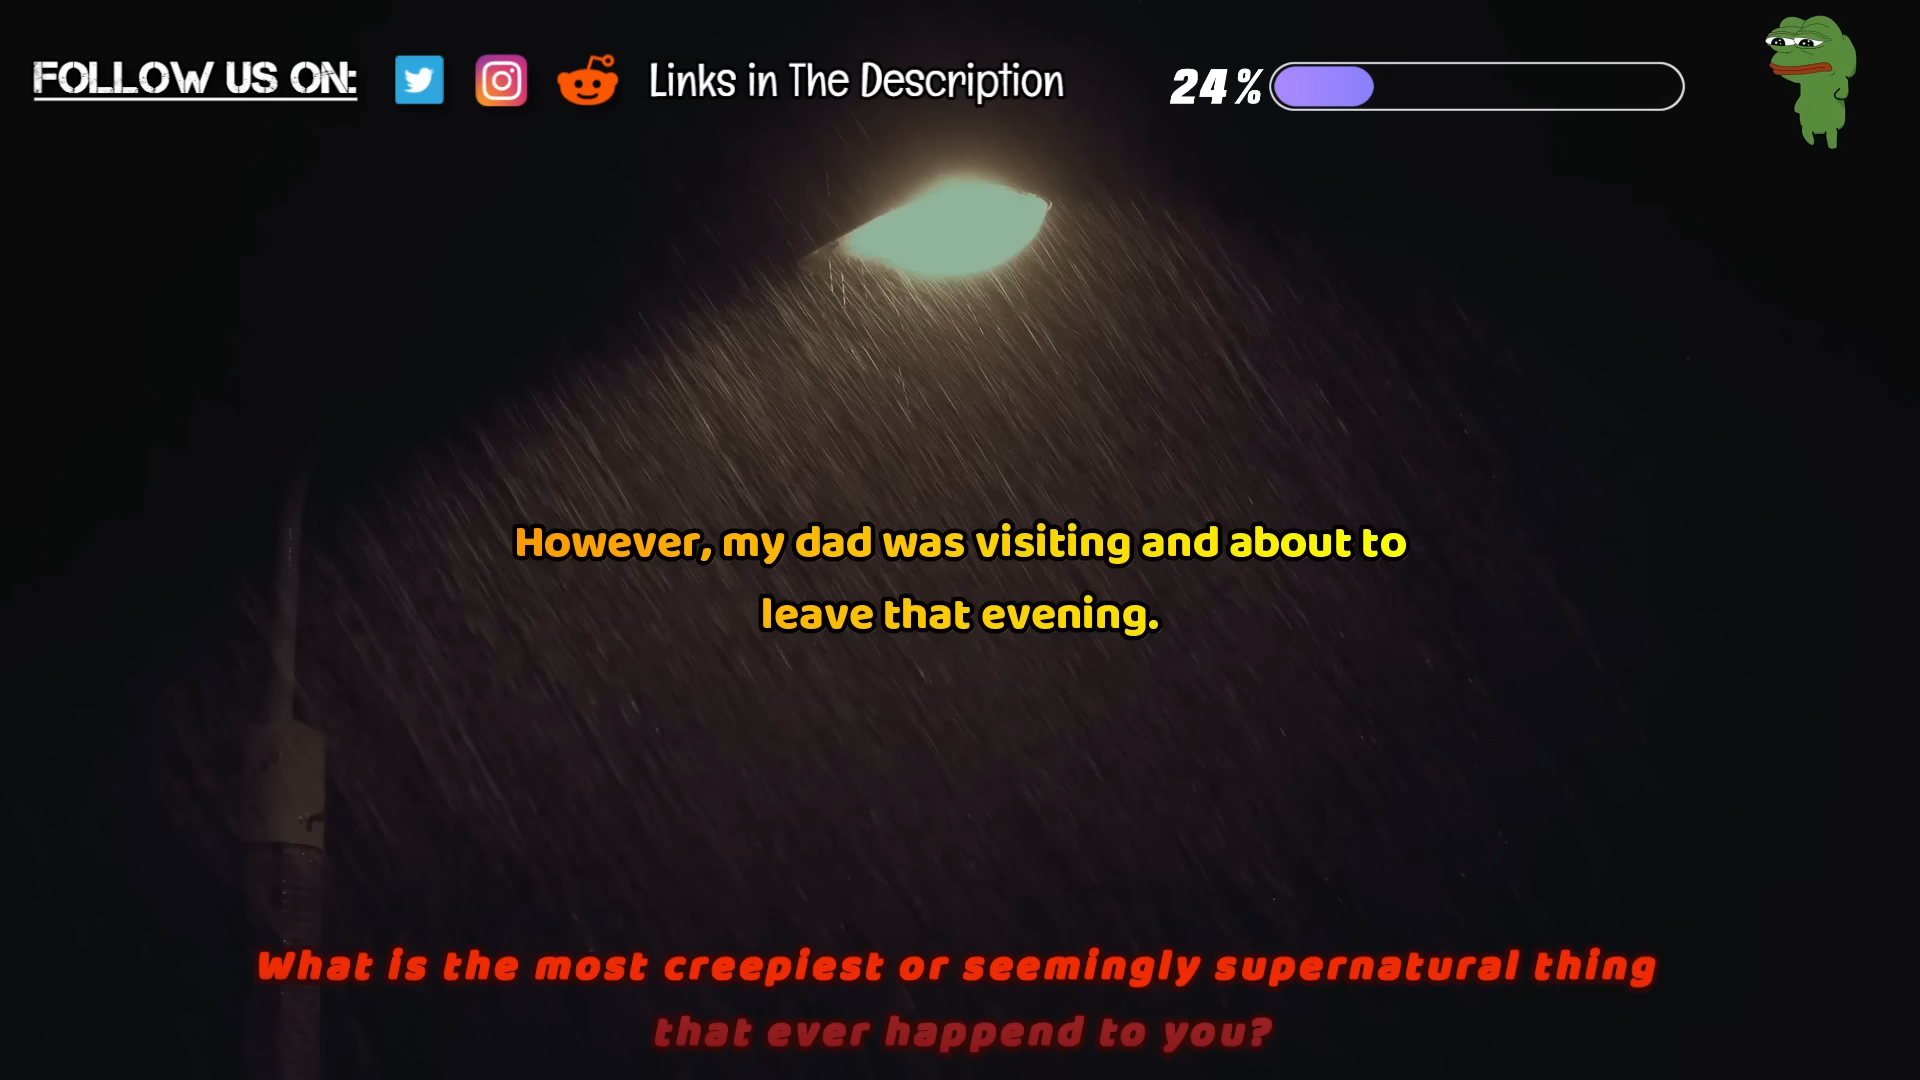 FOLLOW US ON:
Links in The Description
24%
However, my dad was visiting and about to
leave that evening.
What is the most creepiest or seemingly supernatural thing
that ever happend to you?